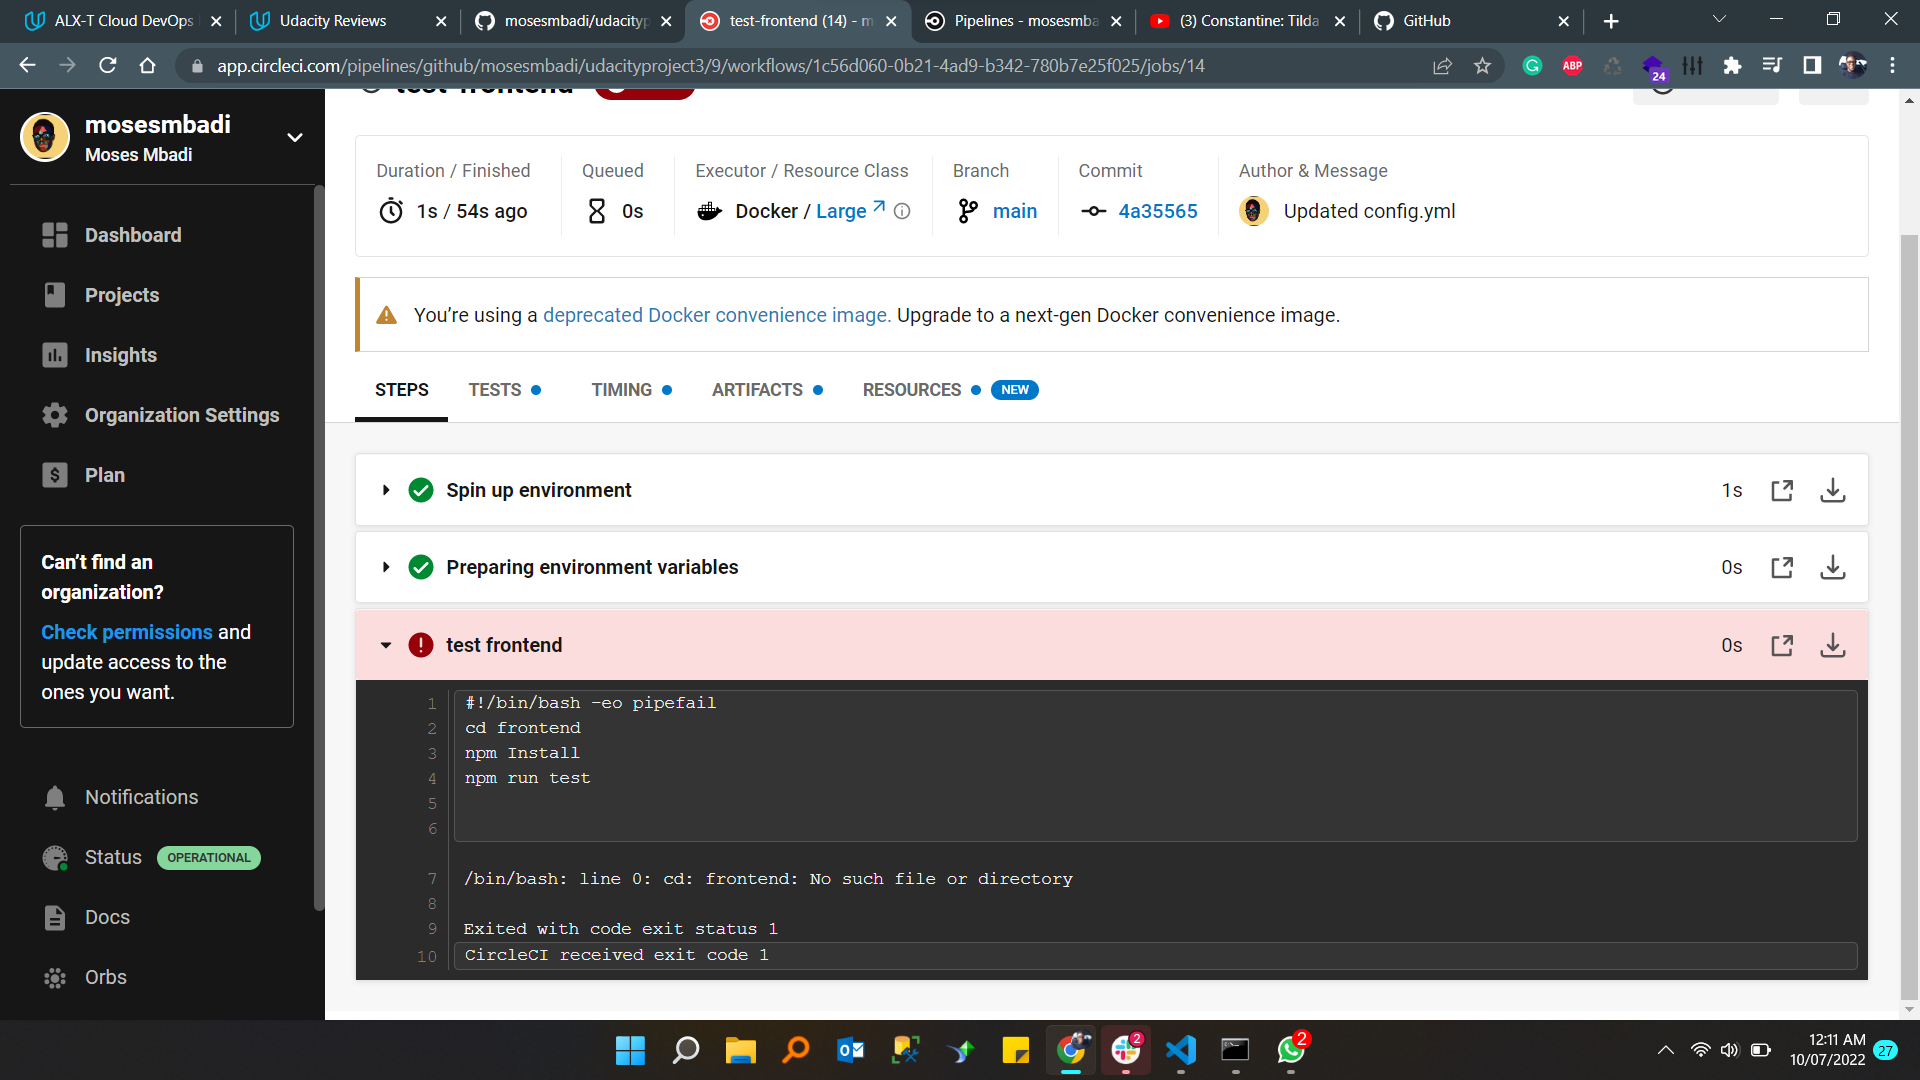 ALX-T Cloud DevOps
Udacity Reviews
mosesmbadi/udacityp
test-frontend (14) - m
Pipelines - mosesmba
(3) Constantine: Tilda
GitHub
app.circleci.com/pipelines/github/mosesmbadi/udacityproject3/9/workflows/1c56d060-0b21-4ad9-b342-780b7e25f025/jobs/14
ABP
24
mosesmbadi
Moses Mbadi
Dashboard
Projects
Insights
Organization Settings
Plan
Can’t find an
organization?
Check permissions and
update access to the
ones you want.
Notifications
Status OPERATIONAL
Docs
Orbs
test-frontend
Duration / Finished
1s / 54s ago
Queued
0s
Executor / Resource Class
Docker / Large
Branch
main
Commit
4a35565
Author & Message
Updated config.yml
You’re using a deprecated Docker convenience image. Upgrade to a next-gen Docker convenience image.
STEPS TESTS TIMING ARTIFACTS RESOURCES NEW
Spin up environment 1s
Preparing environment variables 0s
test frontend 0s
1 #!/bin/bash -eo pipefail
2 cd frontend
3 npm Install
4 npm run test
5
6
7 /bin/bash: line 0: cd: frontend: No such file or directory
8
9 Exited with code exit status 1
10 CircleCI received exit code 1
2
2
12:11 AM
10/07/2022
27